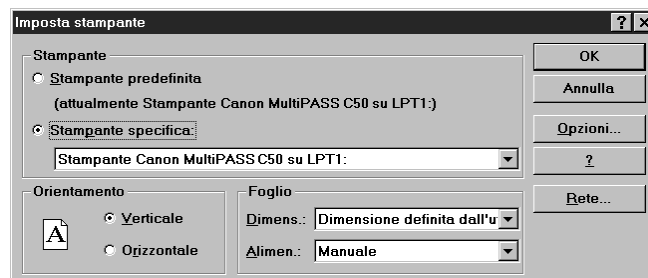 Imposta stampante
? ×
Stampante
Stampante predefinita
(attualmente Stampante Canon MultiPASS C50 su LPT1:)
Stampante specifica:
Stampante Canon MultiPASS C50 su LPT1:
OK
Annulla
Opzioni...
?
Rete...
Orientamento
A
Verticale
Orizzontale
Foglio
Dimens.: Dimensione definita dall'u
Alimen.: Manuale